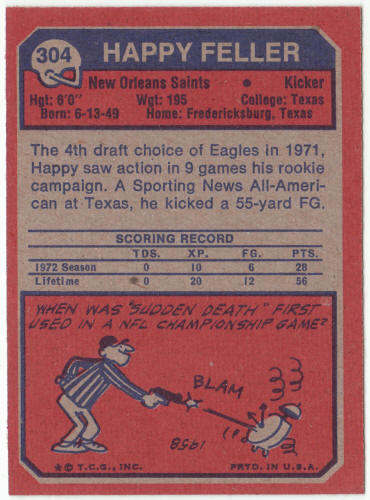 304 HAPPY FELLER
New Orleans Saints • Kicker
Hgt: 6'0" Wgt: 195 College: Texas
Born: 6-13-49 Home: Fredericksburg, Texas
The 4th draft choice of Eagles in 1971,
Happy saw action in 9 games his rookie
campaign. A Sporting News All-Ameri-
can at Texas, he kicked a 55-yard FG.
SCORING RECORD
TDS. XP. FG. PTS.
1972 Season 0 10 6 28
Lifetime 0 20 12 56
WHEN WAS "SUDDEN DEATH" FIRST
USED IN A NFL CHAMPIONSHIP GAME?
BLAM
1958
★ © T.C.G., INC. PRTD. IN U.S.A.